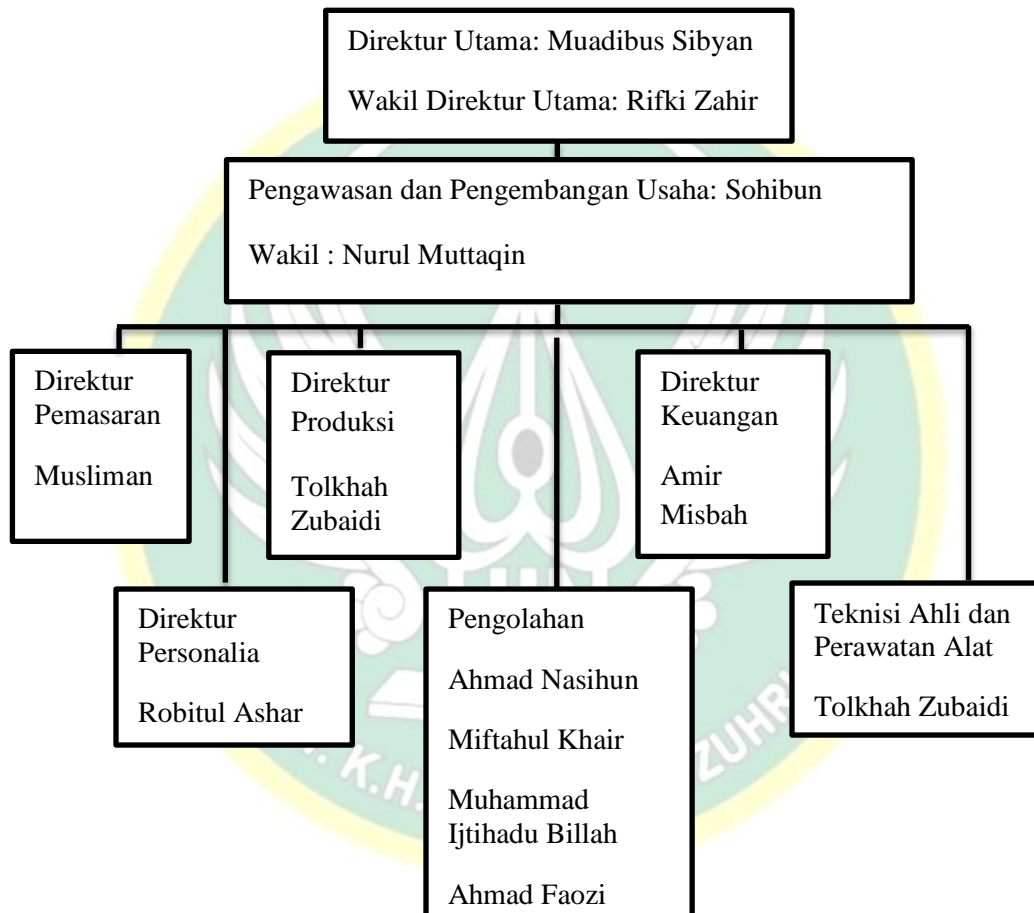 Direktur Utama: Muadibus Sibyan
Wakil Direktur Utama: Rifki Zahir
Pengawasan dan Pengembangan Usaha: Sohibun
Wakil : Nurul Muttaqin
Direktur
Pemasaran
Musliman
Direktur
Produksi
Tolkhah
Zubaidi
Direktur
Keuangan
Amir
Misbah
Direktur
Personalia
Robitul Ashar
Pengolahan
Ahmad Nasihun
Miftahul Khair
Muhammad
Ijtihadu Billah
Ahmad Faozi
Teknisi Ahli dan
Perawatan Alat
Tolkhah Zubaidi
K.H.